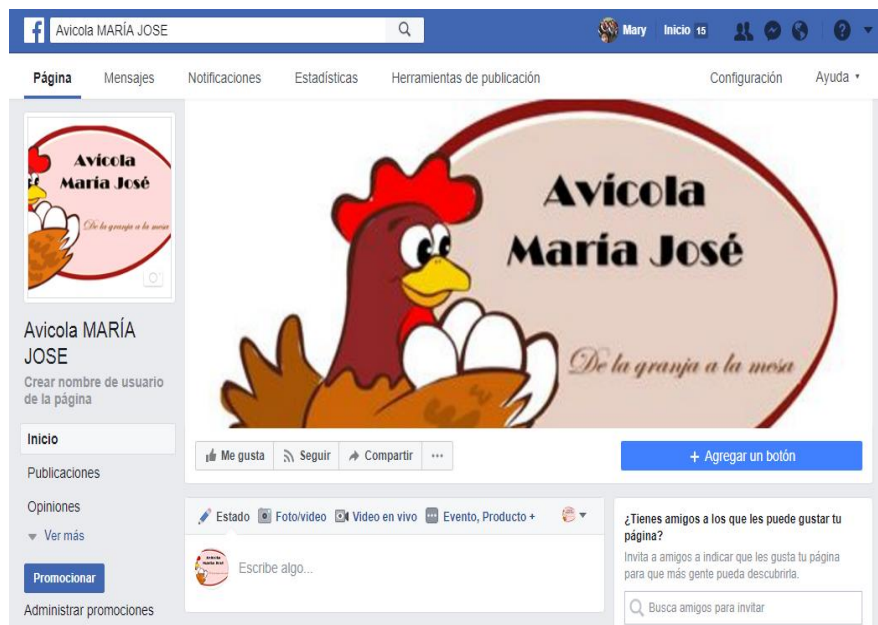 Avicola MARÍA JOSE
Mary Inicio 15
Página Mensajes Notificaciones Estadísticas Herramientas de publicación Configuración Ayuda
Avícola
María José
De la granja a la mesa
Avícola
María José
De la granja a la mesa
Avicola MARÍA
JOSE
Crear nombre de usuario
de la página
Inicio
Publicaciones
Opiniones
Ver más
Promocionar
Administrar promociones
Me gusta Seguir Compartir ...
+ Agregar un botón
Estado Foto/video Video en vivo Evento, Producto +
Escribe algo...
¿Tienes amigos a los que les puede gustar tu
página?
Invita a amigos a indicar que les gusta tu página
para que más gente pueda descubrirla.
Busca amigos para invitar